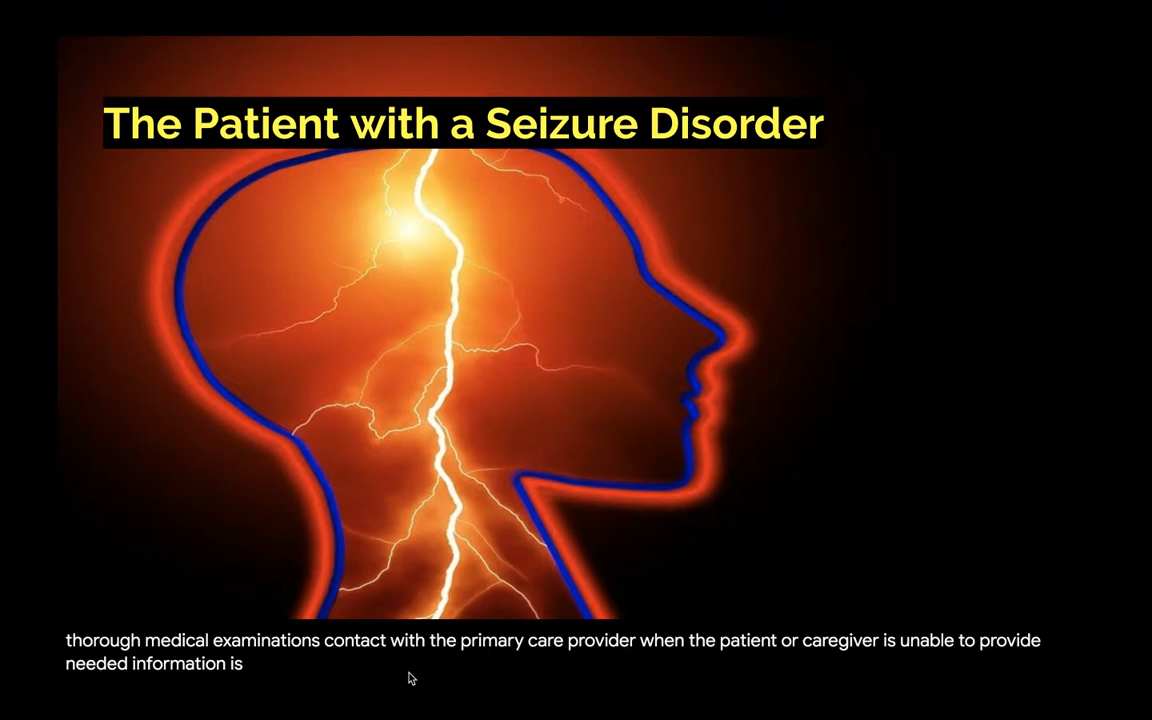 The Patient with a Seizure Disorder
thorough medical examinations contact with the primary care provider when the patient or caregiver is unable to provide
needed information is